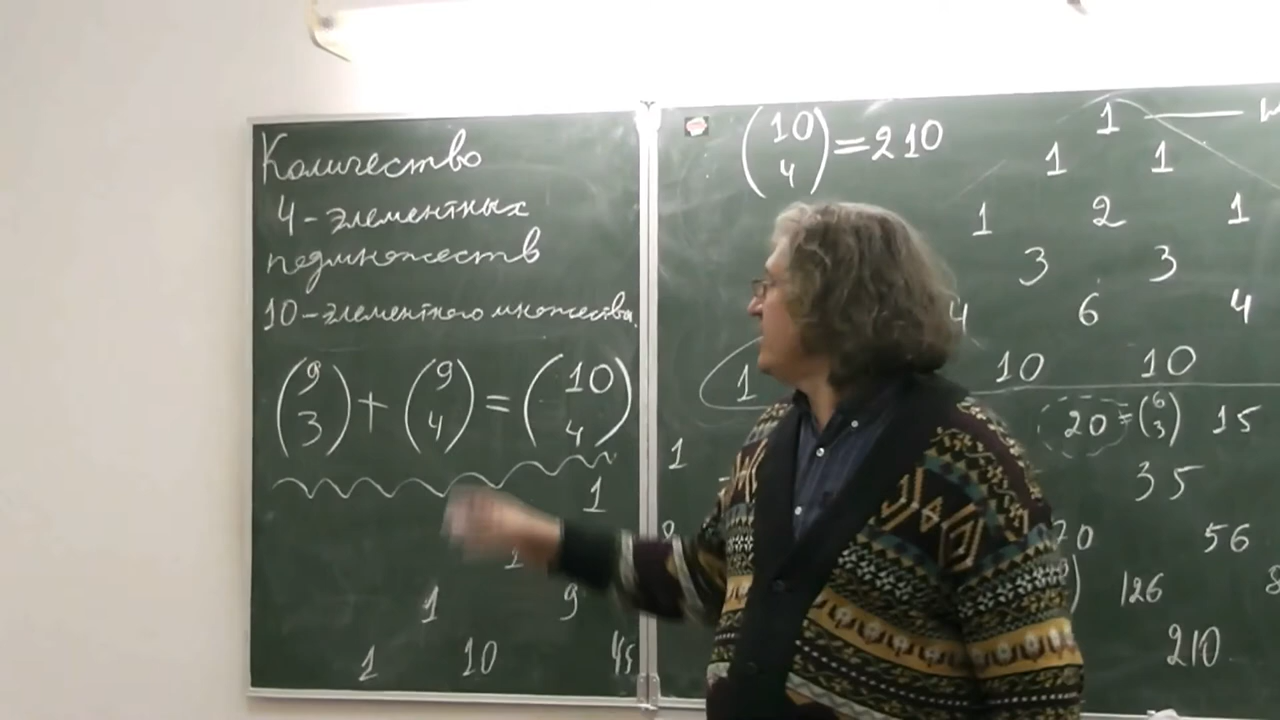 Количество
4-элементных
подмножеств
10-элементного множества.
(9 3) + (9 4) = (10 4)
1
1
1 9
1 10 45
(10 4) = 210
1
1 1
1 2 1
3 3
4 6 4
1 10 10
20 = (6 3) 15
1 35
70 56
126
210